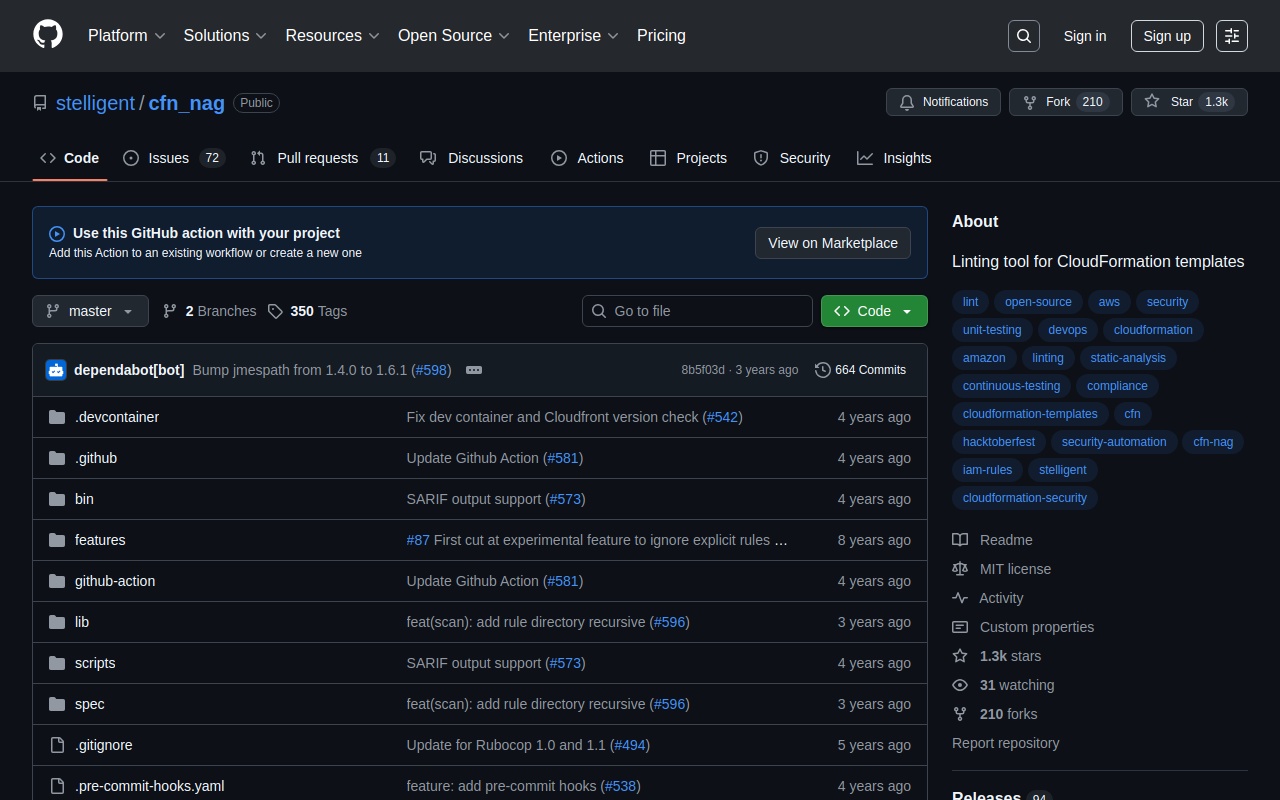 Platform Solutions Resources Open Source Enterprise Pricing Sign in Sign up
stelligent / cfn_nag Public Notifications Fork 210 Star 1.3k
Code Issues 72 Pull requests 11 Discussions Actions Projects Security Insights
Use this GitHub action with your project
Add this Action to an existing workflow or create a new one
View on Marketplace
master 2 Branches 350 Tags Go to file Code
dependabot[bot] Bump jmespath from 1.4.0 to 1.6.1 (#598) 8b5f03d · 3 years ago 664 Commits
.devcontainer Fix dev container and Cloudfront version check (#542) 4 years ago
.github Update Github Action (#581) 4 years ago
bin SARIF output support (#573) 4 years ago
features #87 First cut at experimental feature to ignore explicit rules … 8 years ago
github-action Update Github Action (#581) 4 years ago
lib feat(scan): add rule directory recursive (#596) 3 years ago
scripts SARIF output support (#573) 4 years ago
spec feat(scan): add rule directory recursive (#596) 3 years ago
.gitignore Update for Rubocop 1.0 and 1.1 (#494) 5 years ago
.pre-commit-hooks.yaml feature: add pre-commit hooks (#538) 4 years ago
About
Linting tool for CloudFormation templates
lint open-source aws security
unit-testing devops cloudformation
amazon linting static-analysis
continuous-testing compliance
cloudformation-templates cfn
hacktoberfest security-automation cfn-nag
iam-rules stelligent
cloudformation-security
Readme
MIT license
Activity
Custom properties
1.3k stars
31 watching
210 forks
Report repository
Releases 94